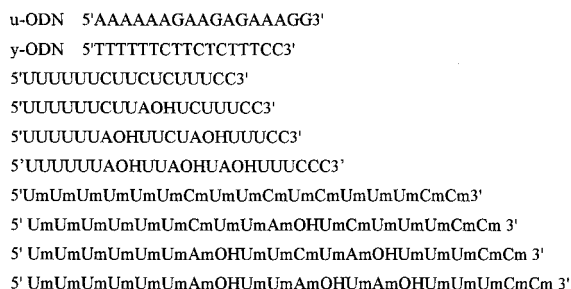 u-ODN 5'AAAAAAGAAGAGAAAGG3'
y-ODN 5'TTTTTTCTTCTCTTTCC3'
5'UUUUUUCUUCUCUUUCC3'
5'UUUUUUCUUAOHUCUUUCC3'
5'UUUUUUAOHUUCUAOHUUUCC3'
5’UUUUUUAOHUUAOHUAOHUUUCCC3’
5'UmUmUmUmUmUmCmUmUmCmUmCmUmUmUmCmCm3'
5' UmUmUmUmUmUmCmUmUmAmOHUmCmUmUmUmCmCm 3'
5' UmUmUmUmUmUmAmOHUmUmCmUmAmOHUmUmUmCmCm 3'
5' UmUmUmUmUmUmAmOHUmUmAmOHUmAmOHUmUmUmCmCm 3'